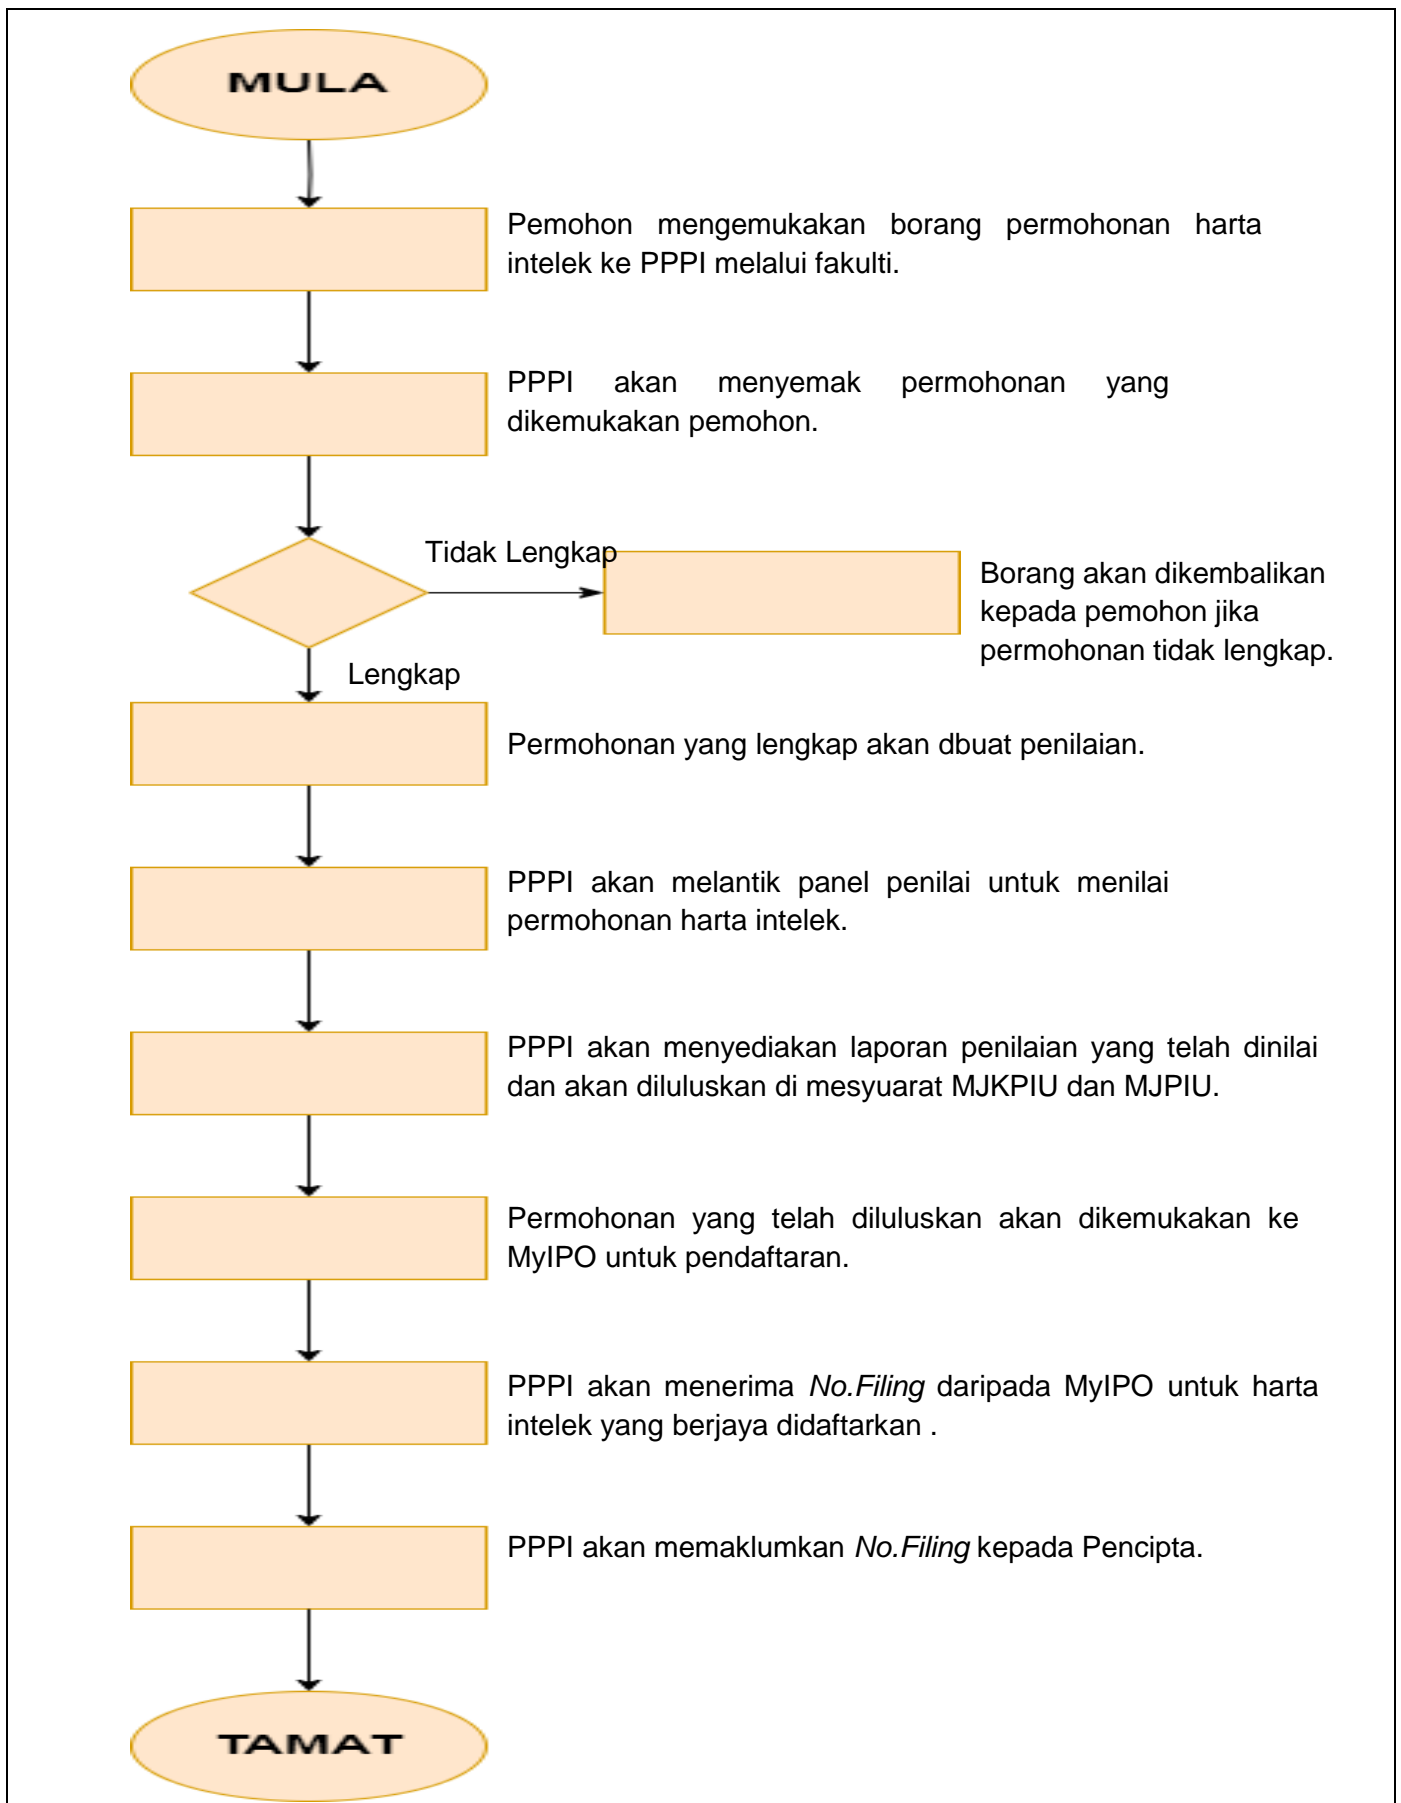 MULA
Pemohon mengemukakan borang permohonan harta
intelek ke PPPI melalui fakulti.
PPPI akan menyemak permohonan yang
dikemukakan pemohon.
Tidak Lengkap
Borang akan dikembalikan
kepada pemohon jika
permohonan tidak lengkap.
Lengkap
Permohonan yang lengkap akan dbuat penilaian.
PPPI akan melantik panel penilai untuk menilai
permohonan harta intelek.
PPPI akan menyediakan laporan penilaian yang telah dinilai
dan akan diluluskan di mesyuarat MJKPIU dan MJPIU.
Permohonan yang telah diluluskan akan dikemukakan ke
MyIPO untuk pendaftaran.
PPPI akan menerima No.Filing daripada MyIPO untuk harta
intelek yang berjaya didaftarkan .
PPPI akan memaklumkan No.Filing kepada Pencipta.
TAMAT